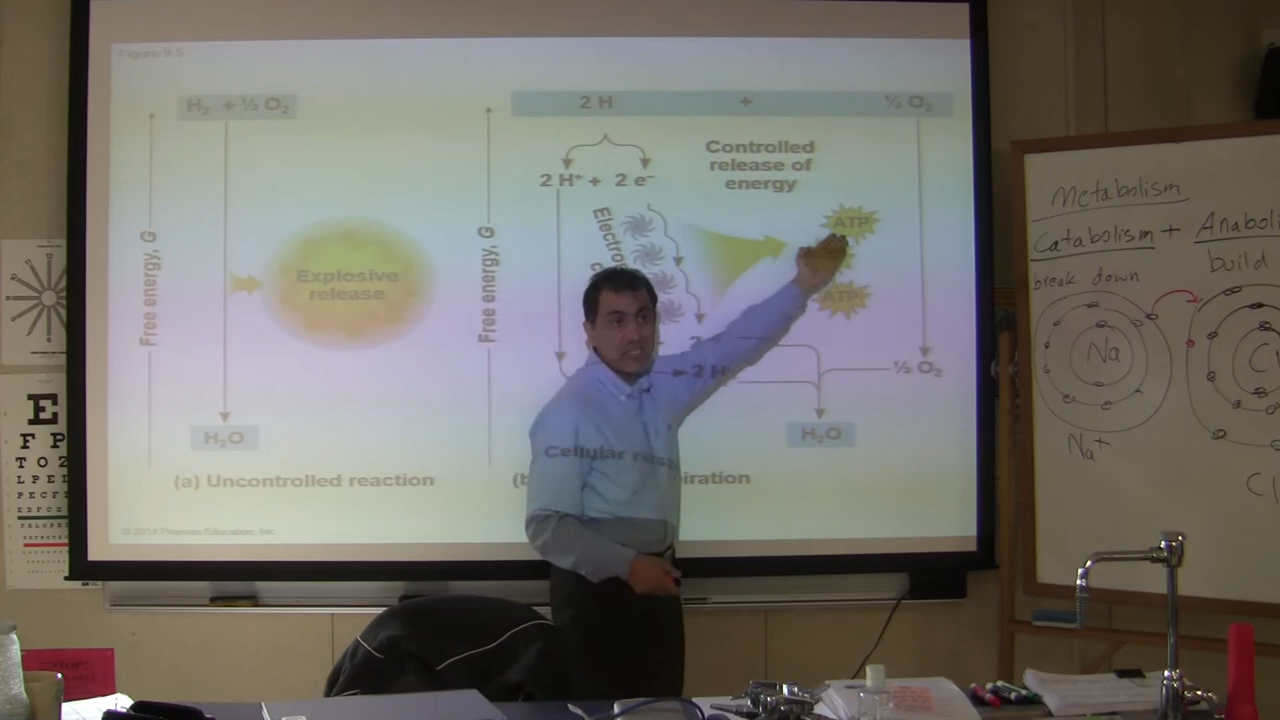 Figure 9.5
H₂ + ½ O₂
Free energy, G
Explosive
release
H₂O
(a) Uncontrolled reaction
© 2014 Pearson Education, Inc.
2 H + ½ O₂
2 H⁺ + 2 e⁻
Controlled
release of
energy
Free energy, G
ATP
ATP
½ O₂
H₂O
Cellular
Metabolism
Catabolism + 
break down
build
Na
Na⁺
E
F P
T O Z
L P E
P E C F
E D F C